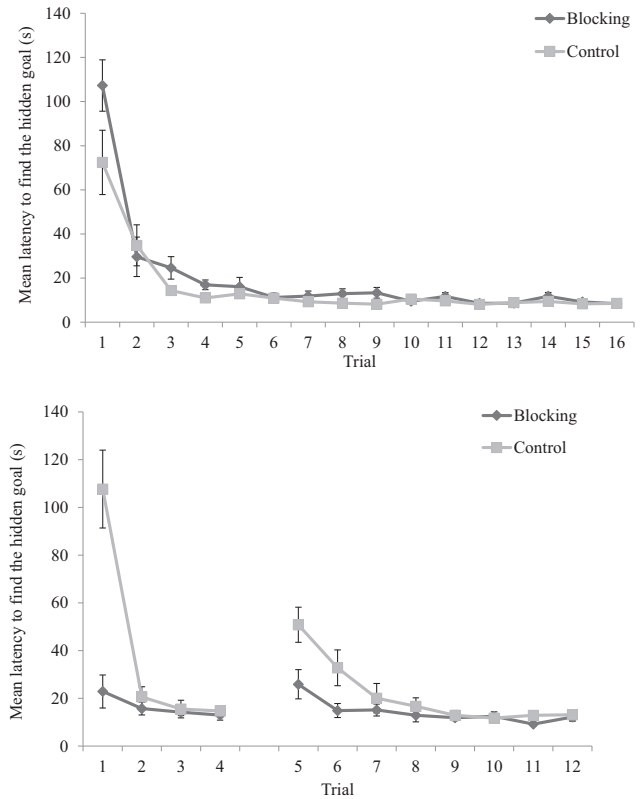 140
120
100
80
60
40
20
0
Mean latency to find the hidden goal (s)
Blocking
Control
1 2 3 4 5 6 7 8 9 10 11 12 13 14 15 16
Trial
140
120
100
80
60
40
20
0
Mean latency to find the hidden goal (s)
Blocking
Control
1 2 3 4 5 6 7 8 9 10 11 12
Trial